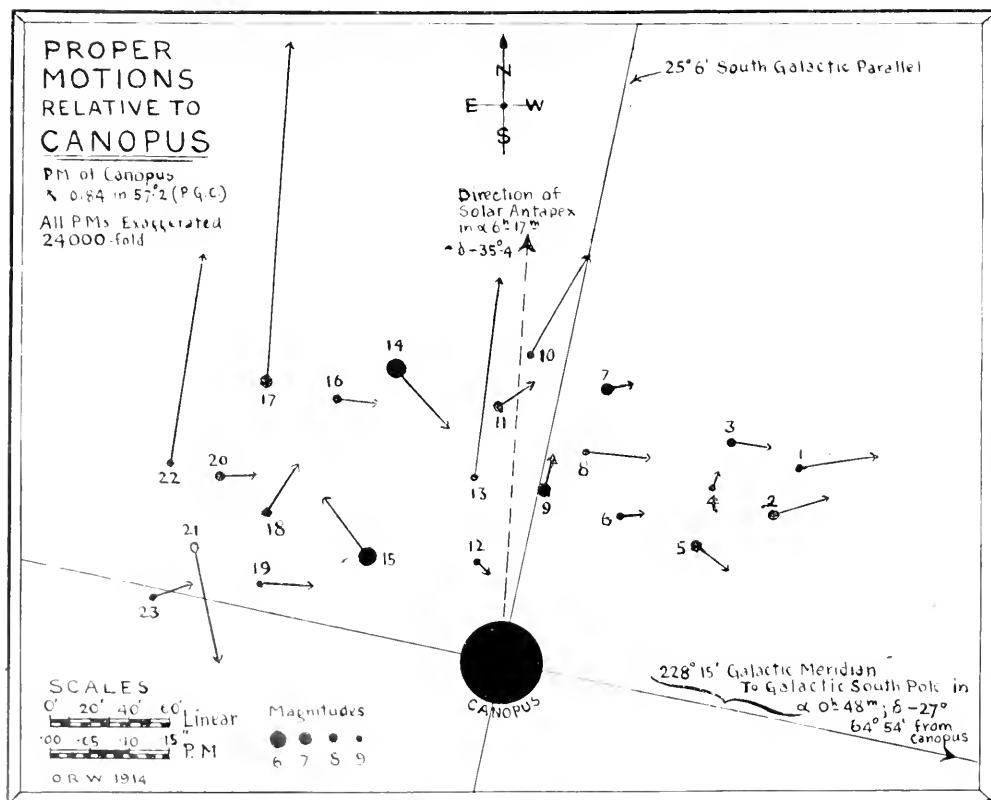 PROPER
MOTIONS
RELATIVE TO
CANOPUS
PM of Canopus
↖ 0.84 in 57°.2 (P.G.C.)
All P.M.s Exaggerated
24000-fold
N
E W
S
25° 6' South Galactic Parallel
Direction of
Solar Antapex
in α 6h 17m
δ -35°.4
14
10
17
16
11
7
3
1
22
20
13
8
4
2
18
9
6
21
15
12
5
19
23
CANOPUS
228° 15' Galactic Meridian
To Galactic South Pole in
α 0h 48m; δ -27°
64° 54' from
Canopus
SCALES
0' 20' 40' 60' Linear
.00 .05 .10 .15" P.M.
Magnitudes
6 7 8 9
O R W 1914